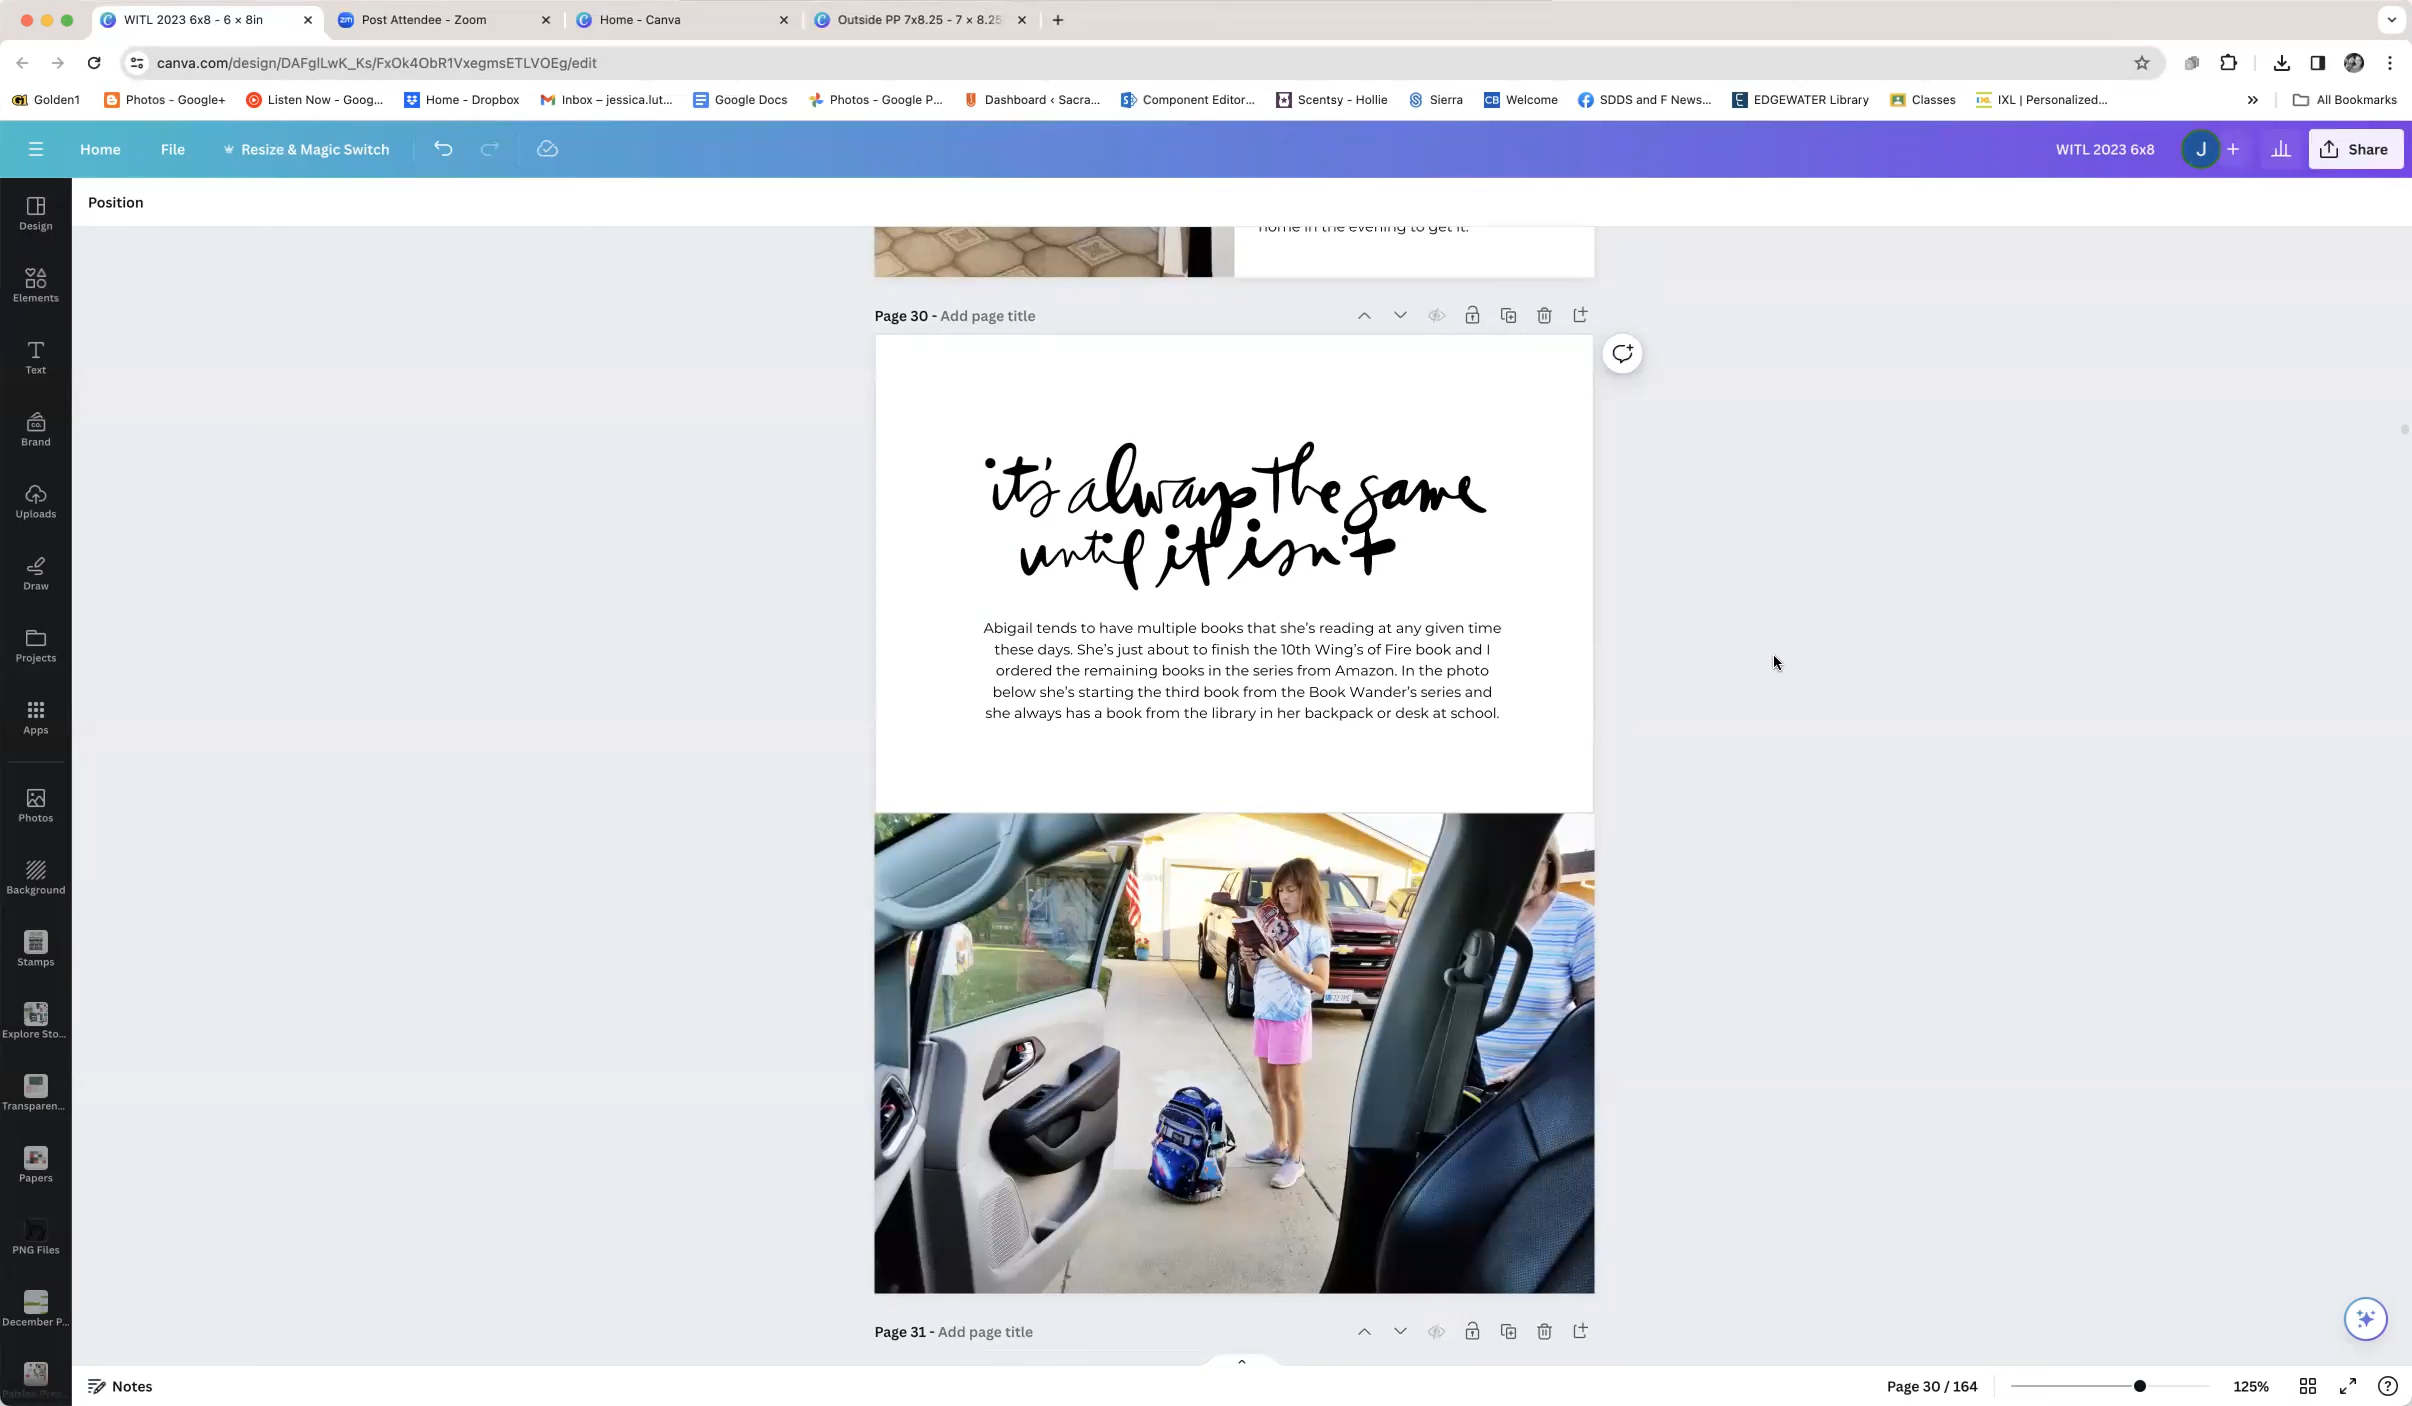 WITL 2023 6x8 - 6 × 8in
Post Attendee - Zoom
Home - Canva
Outside PP 7x8.25 - 7 × 8.25
canva.com/design/DAFglLwK_Ks/FxOk4ObR1VxegmsETLVOEg/edit
Golden1
Photos - Google+
Listen Now - Goog...
Home - Dropbox
Inbox – jessica.lut...
Google Docs
Photos - Google P...
Dashboard ‹ Sacra...
Component Editor...
Scentsy - Hollie
Sierra
Welcome
SDDS and F News...
EDGEWATER Library
Classes
IXL | Personalized...
All Bookmarks
Home
File
Resize & Magic Switch
WITL 2023 6x8
J
Share
Position
Design
Elements
Text
Brand
Uploads
Draw
Projects
Apps
Photos
Background
Stamps
Explore Sto...
Transparen...
Papers
PNG Files
December P...
home in the evening to get it.
Page 30 - Add page title
it's always the same
until it isn't
Abigail tends to have multiple books that she's reading at any given time
these days. She's just about to finish the 10th Wing's of Fire book and I
ordered the remaining books in the series from Amazon. In the photo
below she's starting the third book from the Book Wander's series and
she always has a book from the library in her backpack or desk at school.
Page 31 - Add page title
Notes
Page 30 / 164
125%